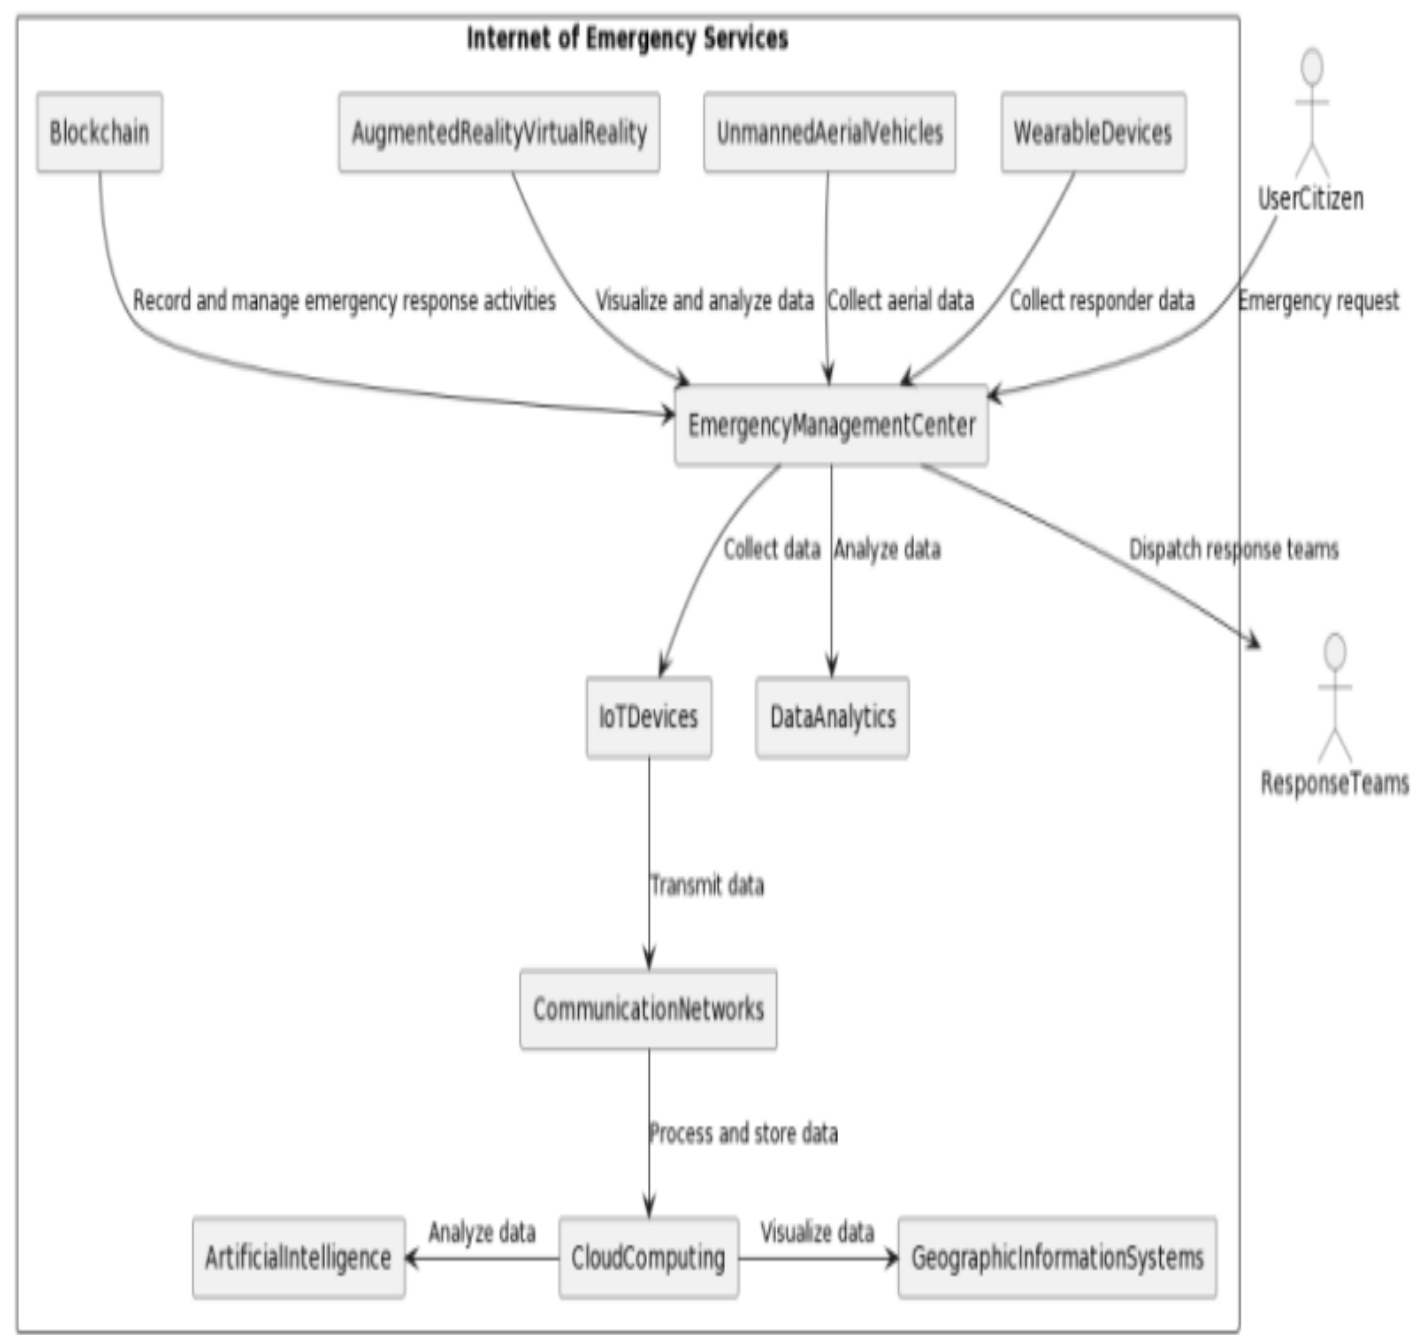 Internet of Emergency Services
Blockchain
AugmentedRealityVirtualReality
UnmannedAerialVehicles
WearableDevices
UserCitizen
Record and manage emergency response activities
Visualize and analyze data
Collect aerial data
Collect responder data
Emergency request
EmergencyManagementCenter
Collect data
Analyze data
Dispatch response teams
IoTDevices
DataAnalytics
ResponseTeams
Transmit data
CommunicationNetworks
Process and store data
ArtificialIntelligence
Analyze data
CloudComputing
Visualize data
GeographicInformationSystems